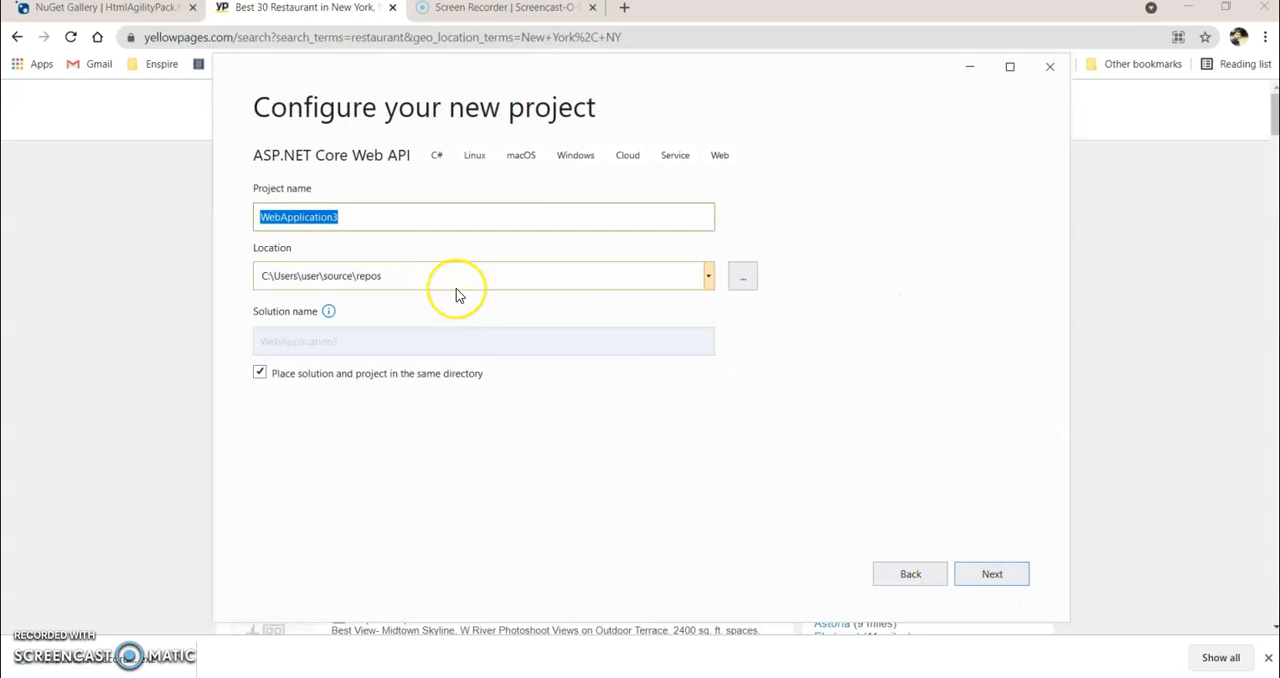 NuGet Gallery | HtmlAgilityPack.
Best 30 Restaurant in New York,
Screen Recorder | Screencast-O-
yellowpages.com/search?search_terms=restaurant&geo_location_terms=New+York%2C+NY
Apps
Gmail
Enspire
Other bookmarks
Reading list
Configure your new project
ASP.NET Core Web API C# Linux macOS Windows Cloud Service Web
Project name
WebApplication3
Location
C:\Users\user\source\repos
...
Solution name
WebApplication3
Place solution and project in the same directory
Back
Next
Best View- Midtown Skyline, W River Photoshoot Views on Outdoor Terrace, 2400 sq. ft. spaces,
Astoria (9 miles)
RECORDED WITH
SCREENCAST MATIC
Show all